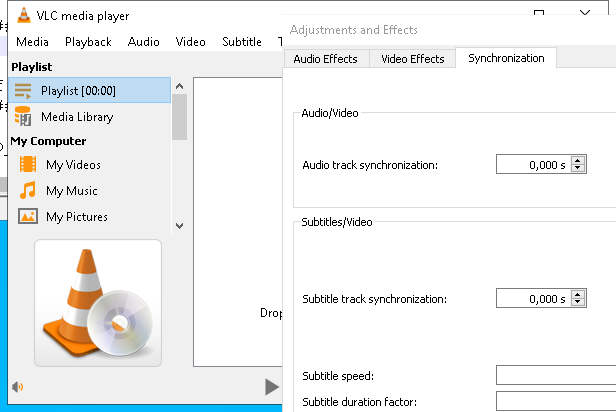 VLC media player
Media Playback Audio Video Subtitle
Playlist
Playlist [00:00]
Media Library
My Computer
My Videos
My Music
My Pictures
Drop
Adjustments and Effects
Audio Effects Video Effects Synchronization
Audio/Video
Audio track synchronization: 0,000 s
Subtitles/Video
Subtitle track synchronization: 0,000 s
Subtitle speed:
Subtitle duration factor: